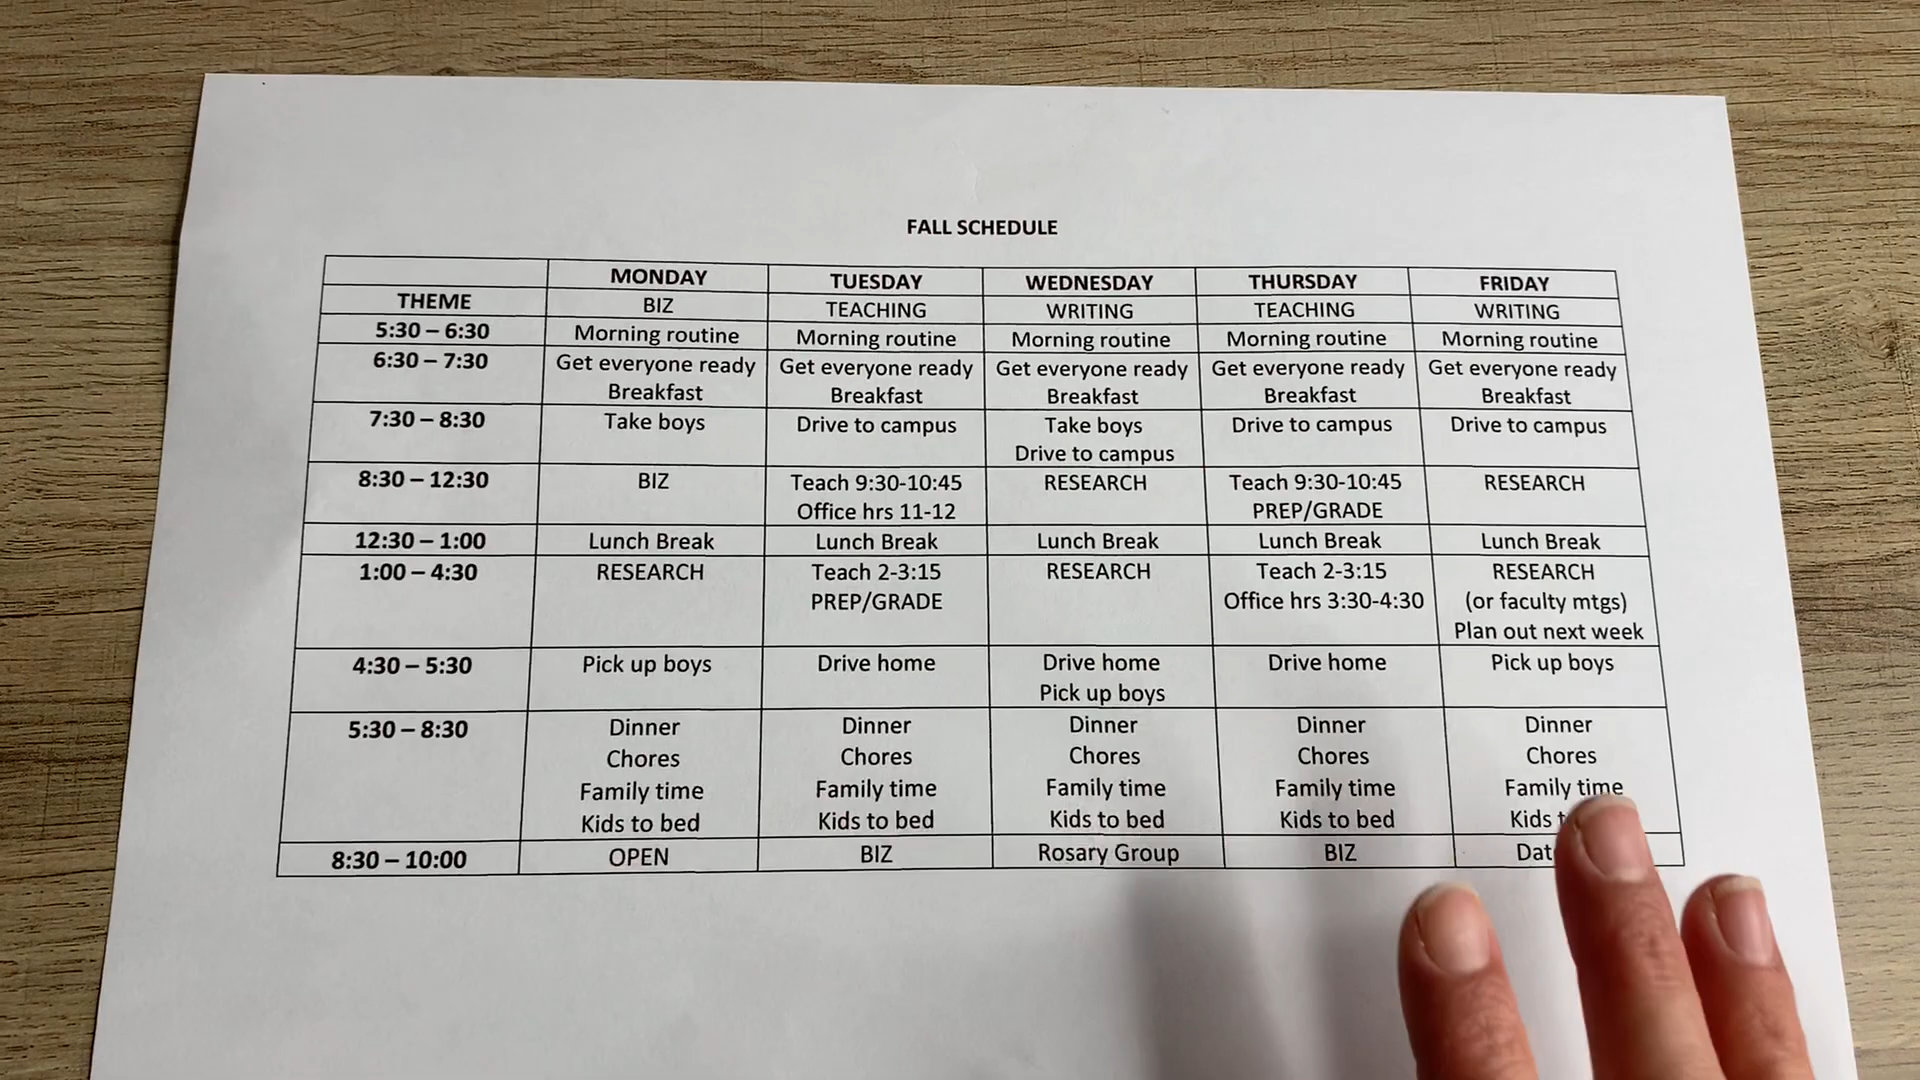 FALL SCHEDULE
MONDAY TUESDAY WEDNESDAY THURSDAY FRIDAY
THEME BIZ TEACHING WRITING TEACHING WRITING
5:30 – 6:30 Morning routine Morning routine Morning routine Morning routine Morning routine
6:30 – 7:30 Get everyone ready Get everyone ready Get everyone ready Get everyone ready Get everyone ready
Breakfast Breakfast Breakfast Breakfast Breakfast
7:30 – 8:30 Take boys Drive to campus Take boys Drive to campus Drive to campus
Drive to campus
8:30 – 12:30 BIZ Teach 9:30-10:45 RESEARCH Teach 9:30-10:45 RESEARCH
Office hrs 11-12 PREP/GRADE
12:30 – 1:00 Lunch Break Lunch Break Lunch Break Lunch Break Lunch Break
1:00 – 4:30 RESEARCH Teach 2-3:15 RESEARCH Teach 2-3:15 RESEARCH
PREP/GRADE Office hrs 3:30-4:30 (or faculty mtgs)
Plan out next week
4:30 – 5:30 Pick up boys Drive home Drive home Drive home Pick up boys
Pick up boys
5:30 – 8:30 Dinner Dinner Dinner Dinner Dinner
Chores Chores Chores Chores Chores
Family time Family time Family time Family time Family time
Kids to bed Kids to bed Kids to bed Kids to bed Kids
8:30 – 10:00 OPEN BIZ Rosary Group BIZ